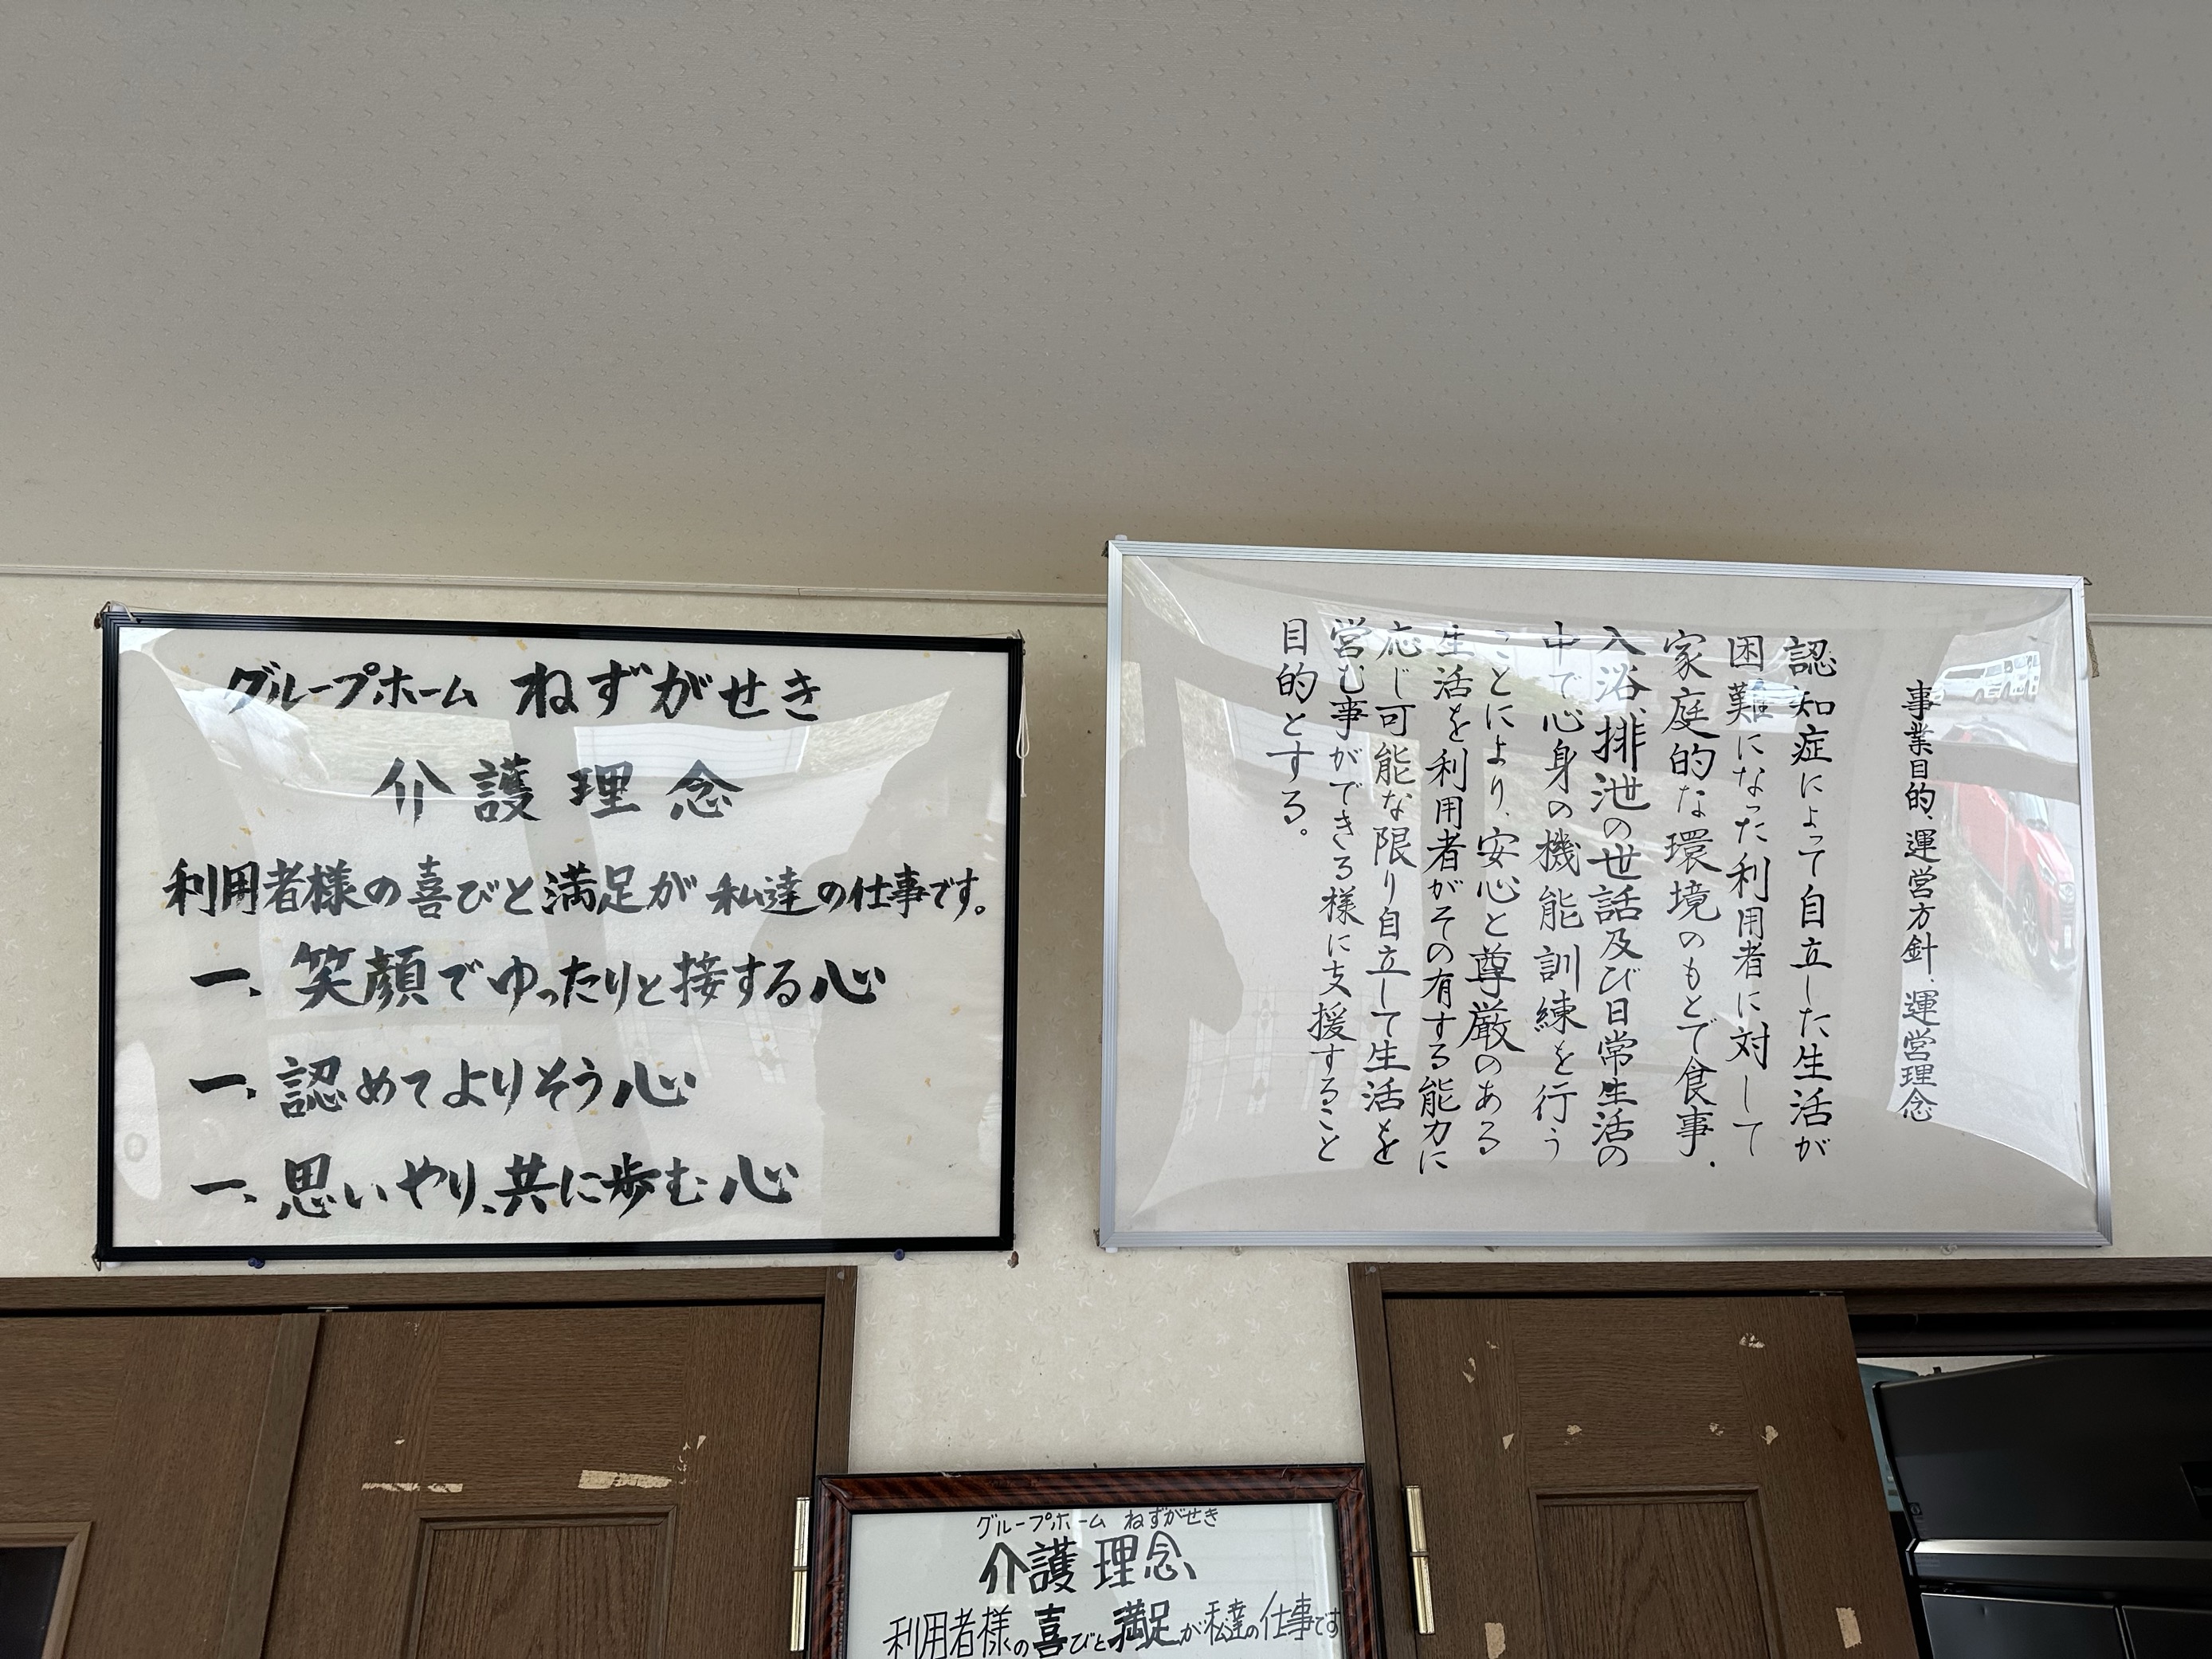 グループホーム ねずがせき
介護理念
利用者様の喜びと満足が私達の仕事です。
一、笑顔でゆったりと接する心
一、認めてよりそう心
一、思いやり、共に歩む心
事業目的、運営方針、運営理念
認知症によって自立した生活が
困難になった利用者に対して
家庭的な環境のもとで食事、
入浴、排泄の世話及び日常生活の
中で心身の機能訓練を行う
ことにより、安心と尊厳のある
生活を利用者がその有する能力に
応じ可能な限り自立して生活を
営む事ができる様に支援すること
目的とする。
グループホーム ねずがせき
介護理念
利用者様の喜びと満足が私達の仕事です